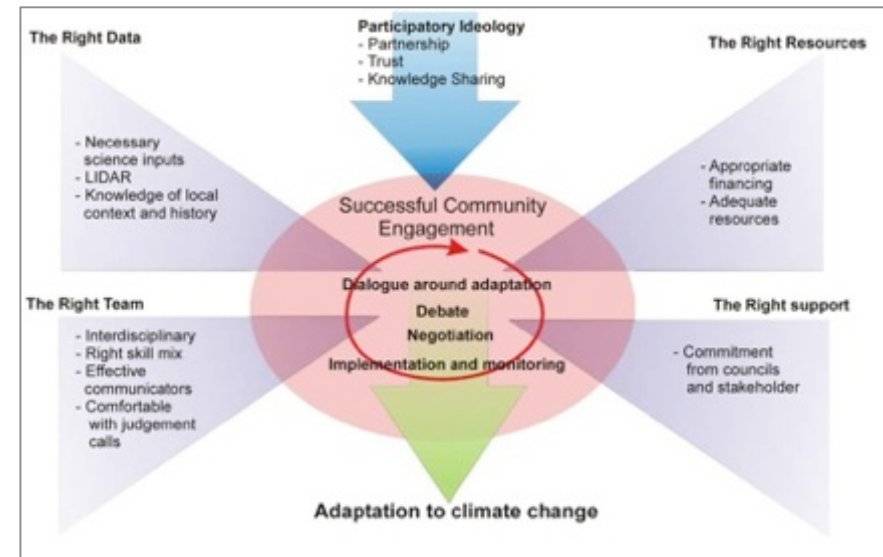 The Right Data
Participatory Ideology
- Partnership
- Trust
- Knowledge Sharing
The Right Resources
- Necessary
science inputs
- LIDAR
- Knowledge of local
context and history
- Appropriate
financing
- Adequate
resources
Successful Community
Engagement
Dialogue around adaptation
Debate
Negotiation
Implementation and monitoring
The Right Team
- Interdisciplinary
- Right skill mix
- Effective
communicators
- Comfortable
with judgement
calls
The Right support
- Commitment
from councils
and stakeholder
Adaptation to climate change